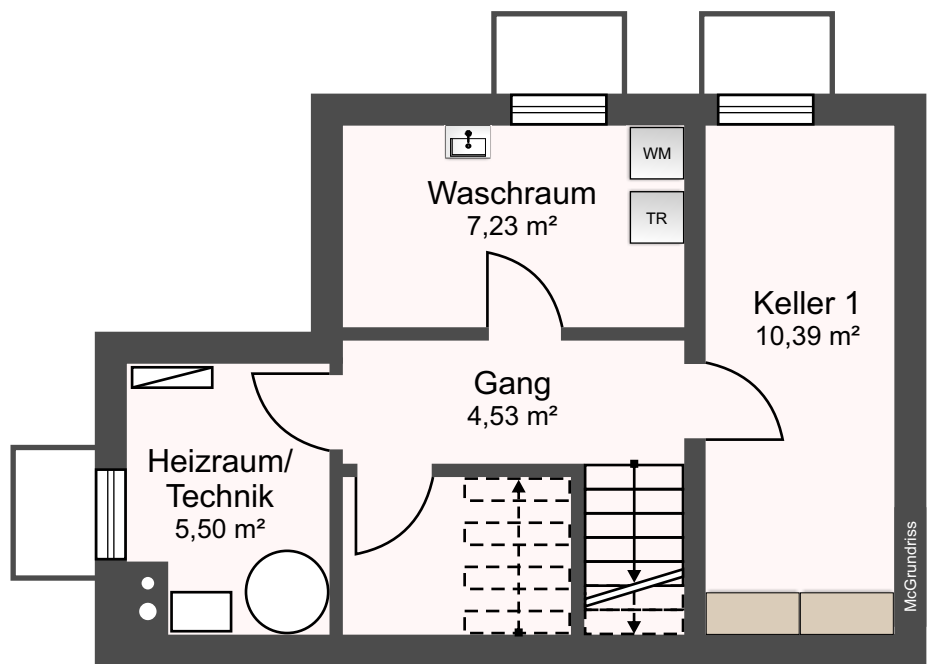 WM
Waschraum
7,23 m²
TR
Keller 1
10,39 m²
Gang
4,53 m²
Heizraum/
Technik
5,50 m²
McGrundriss